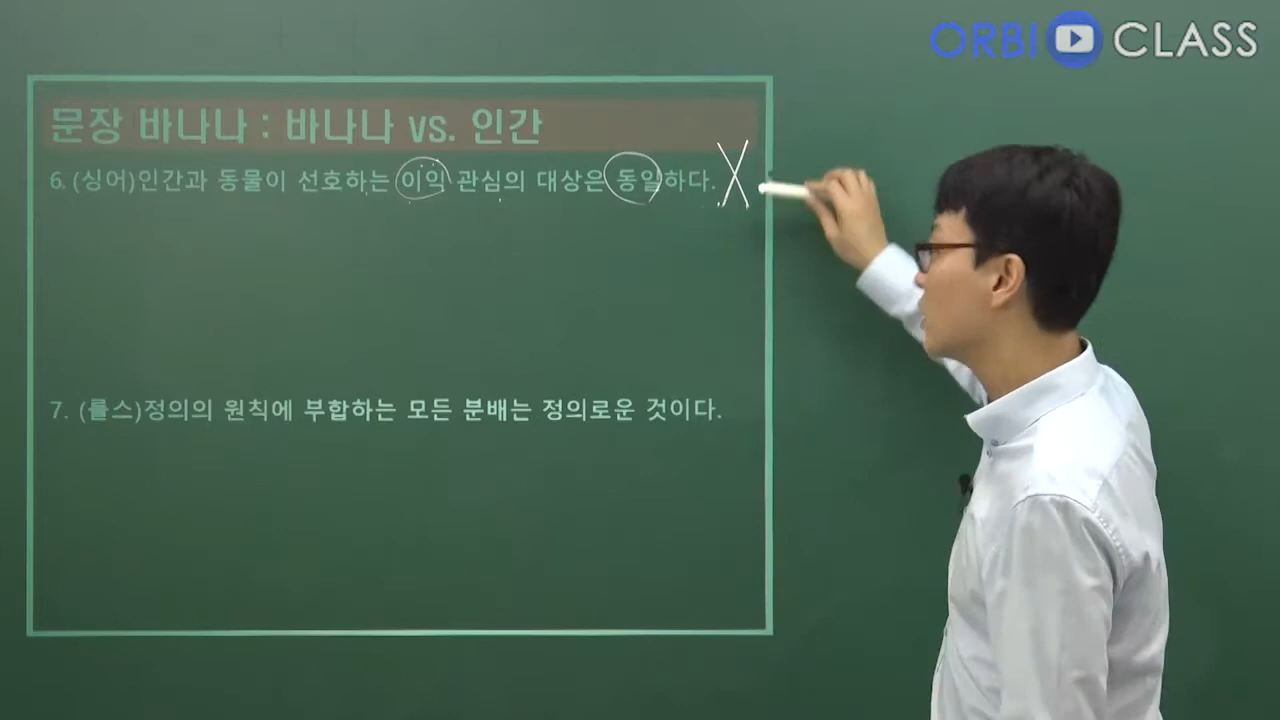 ORBI CLASS
문장 바나나 : 바나나 vs. 인간
6. (싱어)인간과 동물이 선호하는 이익 관심의 대상은 동일하다. X
7. (롤스)정의의 원칙에 부합하는 모든 분배는 정의로운 것이다.